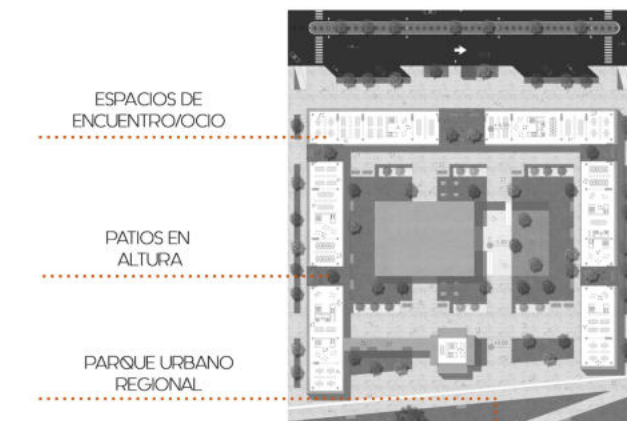 ESPACIOS DE
ENCUENTRO/OCIO
PATIOS EN
ALTURA
PARQUE URBANO
REGIONAL